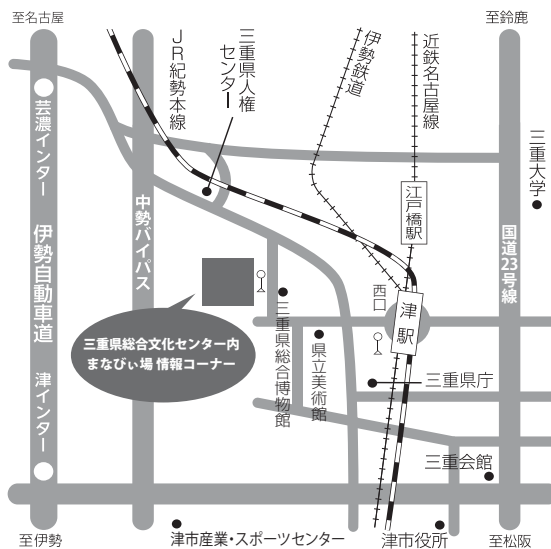 至名古屋
至鈴鹿
JR紀勢本線
三重県人権
センター
伊勢鉄道
近鉄名古屋線
芸濃インター
三重大学
江戸橋駅
中勢バイパス
伊勢自動車道
国道23号線
西口
津駅
三重県総合文化センター内
まなびぃ場 情報コーナー
三重県総合博物館
県立美術館
津インター
三重県庁
三重会館
至伊勢
津市産業・スポーツセンター
津市役所
至松阪